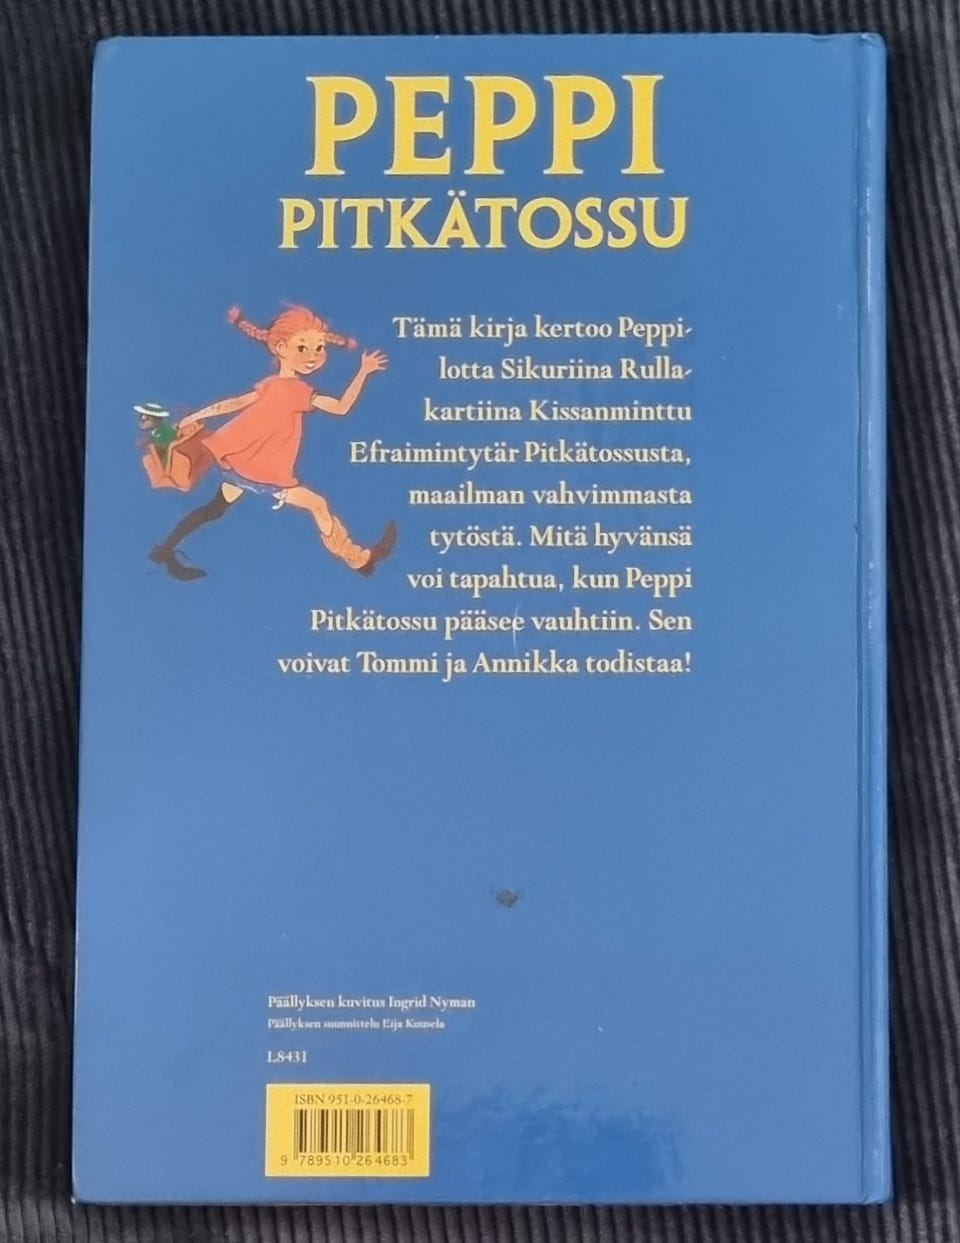 PEPPI
PITKÄTOSSU
Tämä kirja kertoo Peppi-
lotta Sikuriina Rulla-
kartiina Kissanminttu
Efraimintytär Pitkätossusta,
maailman vahvimmasta
tytöstä. Mitä hyvänsä
voi tapahtua, kun Peppi
Pitkätossu pääsee vauhtiin. Sen
voivat Tommi ja Annikka todistaa!
Päällyksen kuvitus Ingrid Nyman
Päällyksen suunnittelu Eija Kuusela
L8431
ISBN 951-0-26468-7
9 789510 264683